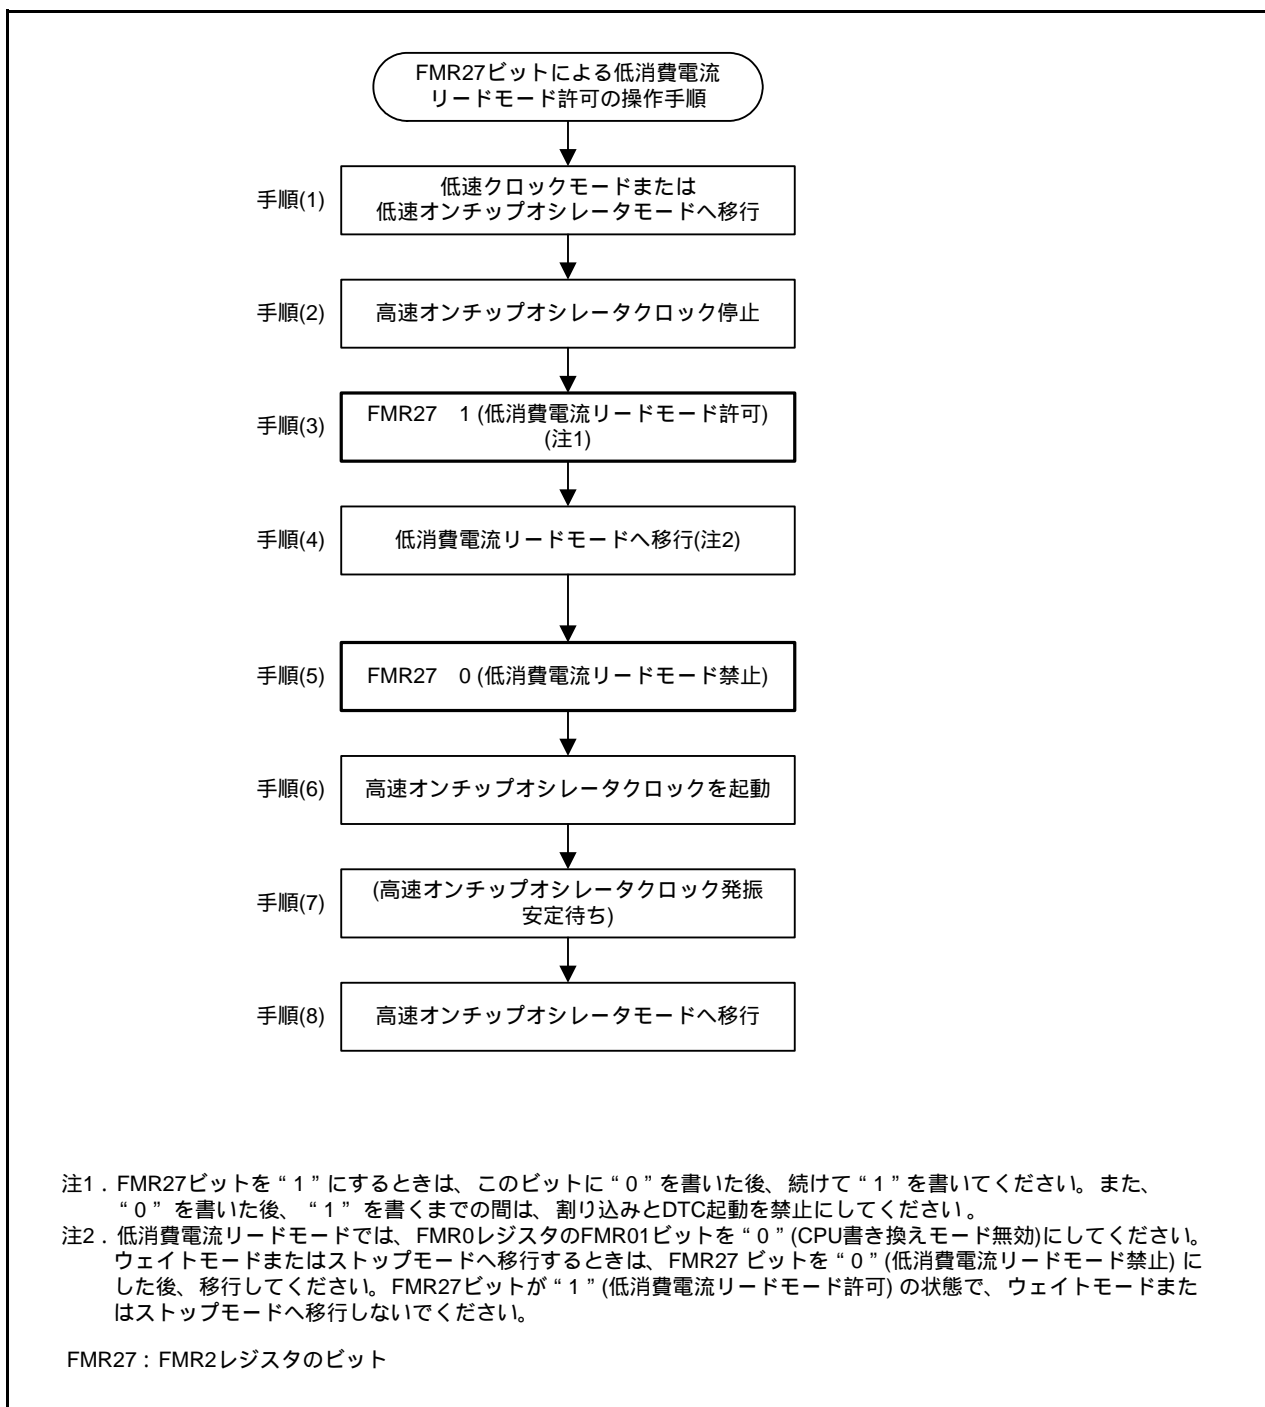 FMR27ビットによる低消費電流
リードモード許可の操作手順
手順(1)
低速クロックモードまたは
低速オンチップオシレータモードへ移行
手順(2)
高速オンチップオシレータクロック停止
手順(3)
FMR27　1 (低消費電流リードモード許可)
(注1)
手順(4)
低消費電流リードモードへ移行(注2)
手順(5)
FMR27　0 (低消費電流リードモード禁止)
手順(6)
高速オンチップオシレータクロックを起動
手順(7)
(高速オンチップオシレータクロック発振
安定待ち)
手順(8)
高速オンチップオシレータモードへ移行
注1．FMR27ビットを“1”にするときは、このビットに“0”を書いた後、続けて“1”を書いてください。また、
“0”を書いた後、“1”を書くまでの間は、割り込みとDTC起動を禁止にしてください。
注2．低消費電流リードモードでは、FMR0レジスタのFMR01ビットを“0”(CPU書き換えモード無効)にしてください。
ウェイトモードまたはストップモードへ移行するときは、FMR27 ビットを“0”(低消費電流リードモード禁止) に
した後、移行してください。FMR27ビットが“1”(低消費電流リードモード許可) の状態で、ウェイトモードまた
はストップモードへ移行しないでください。
FMR27：FMR2レジスタのビット